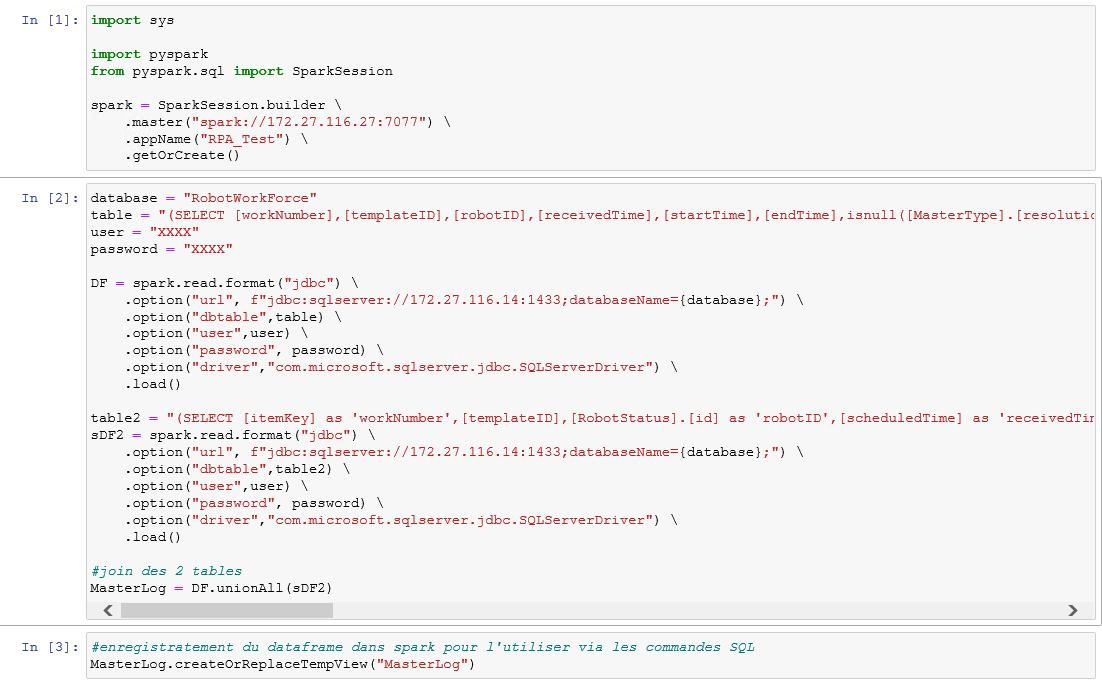 In [1]: import sys
import pyspark
from pyspark.sql import SparkSession
spark = SparkSession.builder \
.master("spark://172.27.116.27:7077") \
.appName("RPA_Test") \
.getOrCreate()
In [2]: database = "RobotWorkForce"
table = "(SELECT [workNumber],[templateID],[robotID],[receivedTime],[startTime],[endTime],isnull([MasterType].[resolutio
user = "XXXX"
password = "XXXX"
DF = spark.read.format("jdbc") \
.option("url", f"jdbc:sqlserver://172.27.116.14:1433;databaseName={database};") \
.option("dbtable",table) \
.option("user",user) \
.option("password", password) \
.option("driver","com.microsoft.sqlserver.jdbc.SQLServerDriver") \
.load()
table2 = "(SELECT [itemKey] as 'workNumber',[templateID],[RobotStatus].[id] as 'robotID',[scheduledTime] as 'receivedTim
sDF2 = spark.read.format("jdbc") \
.option("url", f"jdbc:sqlserver://172.27.116.14:1433;databaseName={database};") \
.option("dbtable",table2) \
.option("user",user) \
.option("password", password) \
.option("driver","com.microsoft.sqlserver.jdbc.SQLServerDriver") \
.load()
#join des 2 tables
MasterLog = DF.unionAll(sDF2)
In [3]: #enregistratement du dataframe dans spark pour l'utiliser via les commandes SQL
MasterLog.createOrReplaceTempView("MasterLog")